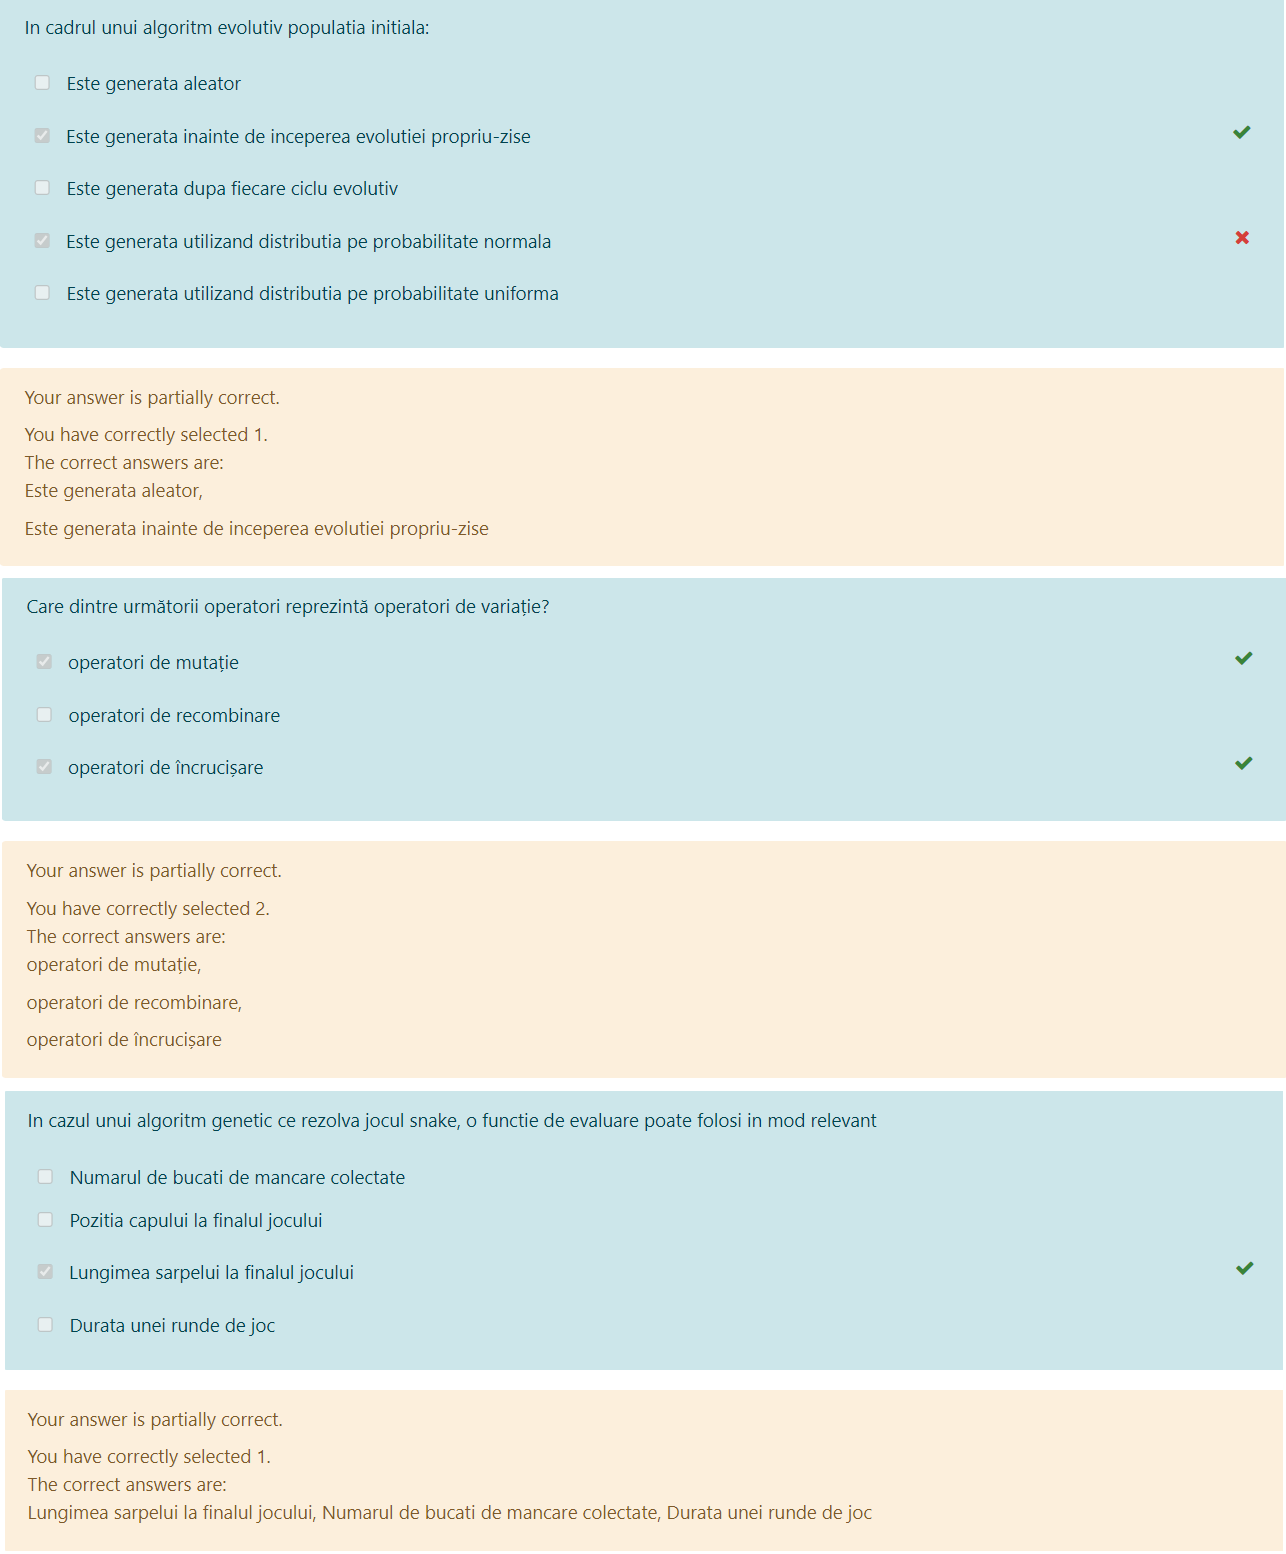 In cadrul unui algoritm evolutiv populatia initiala:
Este generata aleator
Este generata inainte de inceperea evolutiei propriu-zise
Este generata dupa fiecare ciclu evolutiv
Este generata utilizand distributia pe probabilitate normala
Este generata utilizand distributia pe probabilitate uniforma
Your answer is partially correct.
You have correctly selected 1.
The correct answers are:
Este generata aleator,
Este generata inainte de inceperea evolutiei propriu-zise
Care dintre următorii operatori reprezintă operatori de variație?
operatori de mutație
operatori de recombinare
operatori de încrucișare
Your answer is partially correct.
You have correctly selected 2.
The correct answers are:
operatori de mutație,
operatori de recombinare,
operatori de încrucișare
In cazul unui algoritm genetic ce rezolva jocul snake, o functie de evaluare poate folosi in mod relevant
Numarul de bucati de mancare colectate
Pozitia capului la finalul jocului
Lungimea sarpelui la finalul jocului
Durata unei runde de joc
Your answer is partially correct.
You have correctly selected 1.
The correct answers are:
Lungimea sarpelui la finalul jocului, Numarul de bucati de mancare colectate, Durata unei runde de joc